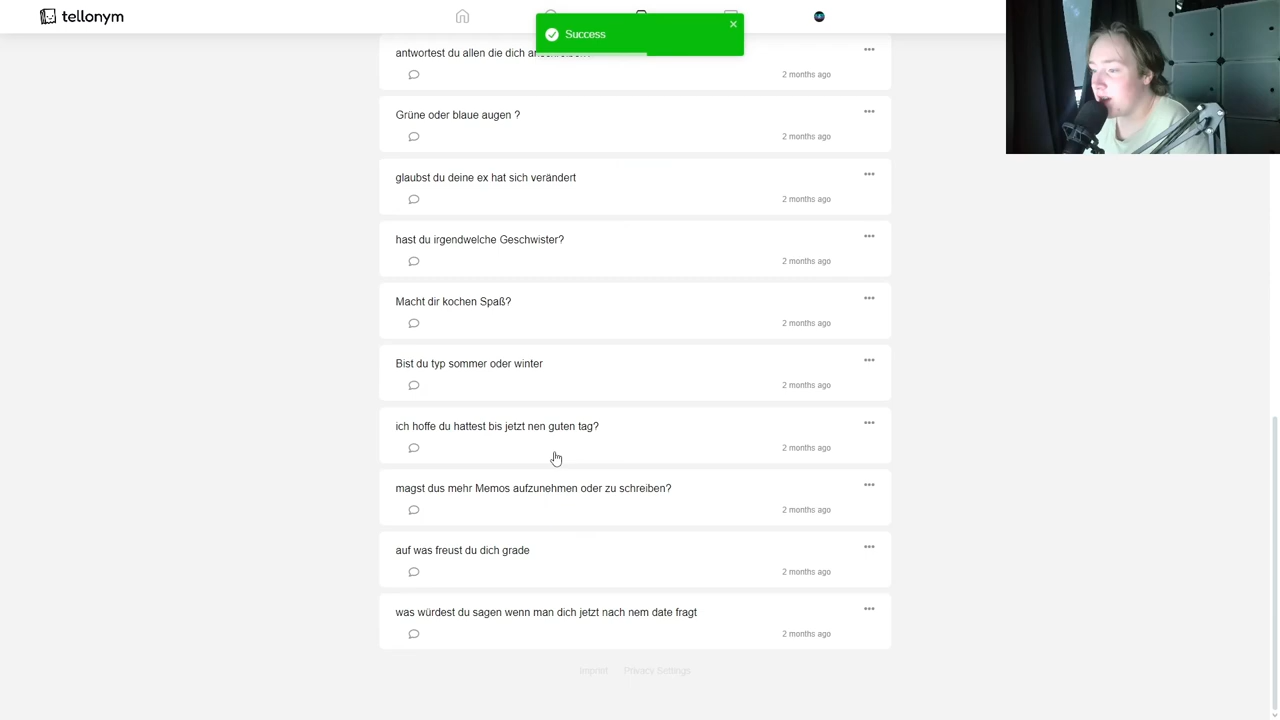 tellonym
Success
antwortest du allen die dich
2 months ago
Grüne oder blaue augen ?
2 months ago
glaubst du deine ex hat sich verändert
2 months ago
hast du irgendwelche Geschwister?
2 months ago
Macht dir kochen Spaß?
2 months ago
Bist du typ sommer oder winter
2 months ago
ich hoffe du hattest bis jetzt nen guten tag?
2 months ago
magst dus mehr Memos aufzunehmen oder zu schreiben?
2 months ago
auf was freust du dich grade
2 months ago
was würdest du sagen wenn man dich jetzt nach nem date fragt
2 months ago
Imprint Privacy Settings